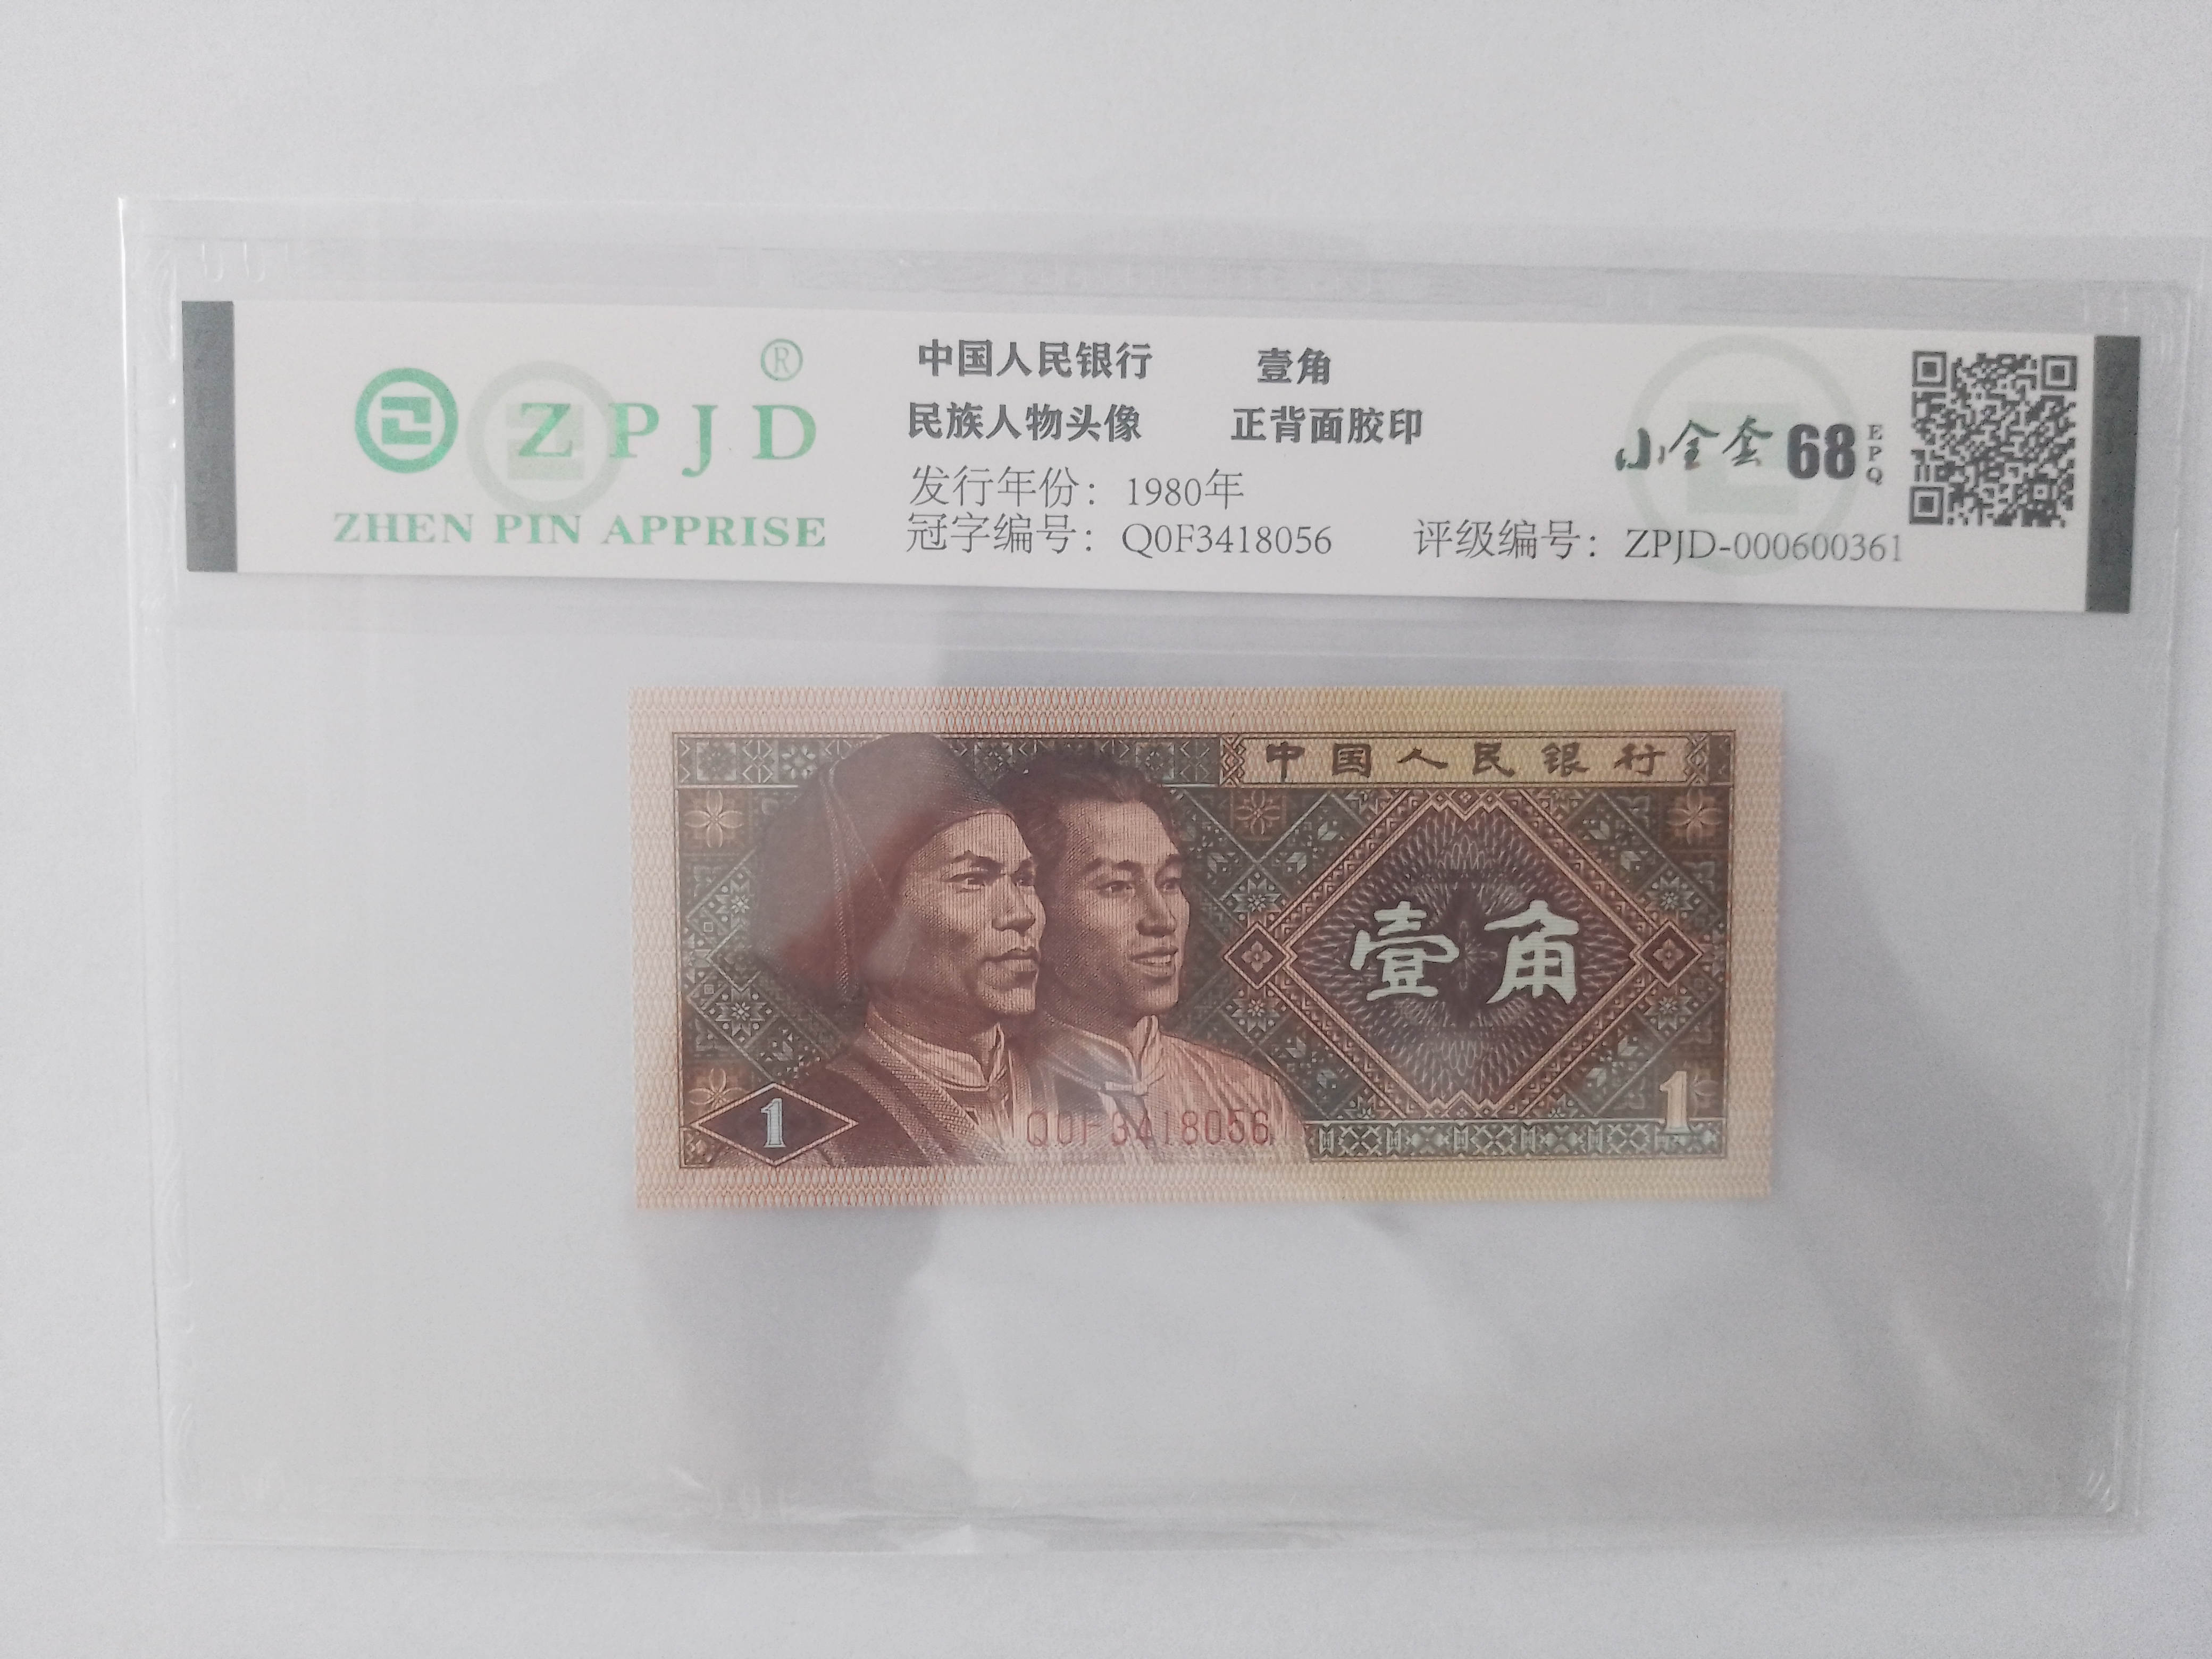 ®
ZPJD
ZHEN PIN APPRISE
中国人民银行 壹角
民族人物头像 正背面胶印
发行年份：1980年
冠字编号：Q0F3418056 评级编号：ZPJD-000600361
小全套 68 EPQ
中国人民银行
壹角
1
1
Q0F3418056